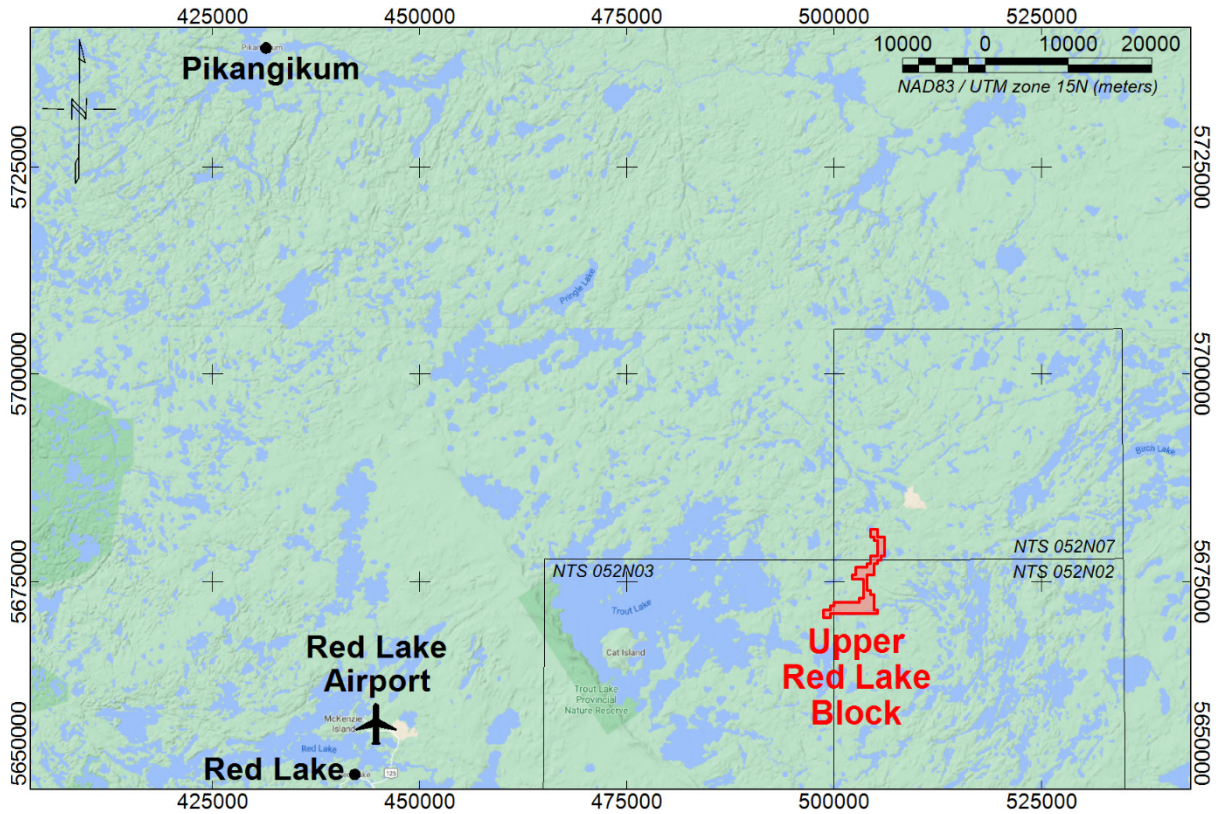 425000 450000 475000 500000 525000
10000 0 10000 20000
NAD83 / UTM zone 15N (meters)
Pikangikum
Pikangikum
N
5725000 5725000
Pringle Lake
5700000 5700000
Birch Lake
NTS 052N07
NTS 052N03
NTS 052N02
5675000 5675000
Trout Lake
Cat Island
Upper
Red Lake
Block
Red Lake
Airport
Trout Lake
Provincial
Nature Reserve
McKenzie
Island
Red Lake
125
Red Lake
5650000 5650000
425000 450000 475000 500000 525000